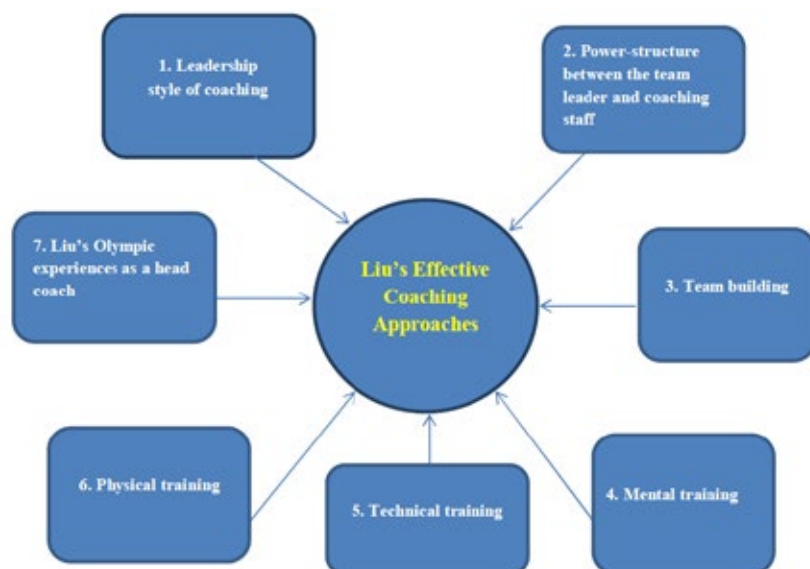 1. Leadership
style of coaching
2. Power-structure
between the team
leader and coaching
staff
7. Liu's Olympic
experiences as a head
coach
Liu's Effective
Coaching
Approaches
3. Team building
6. Physical training
5. Technical training
4. Mental training